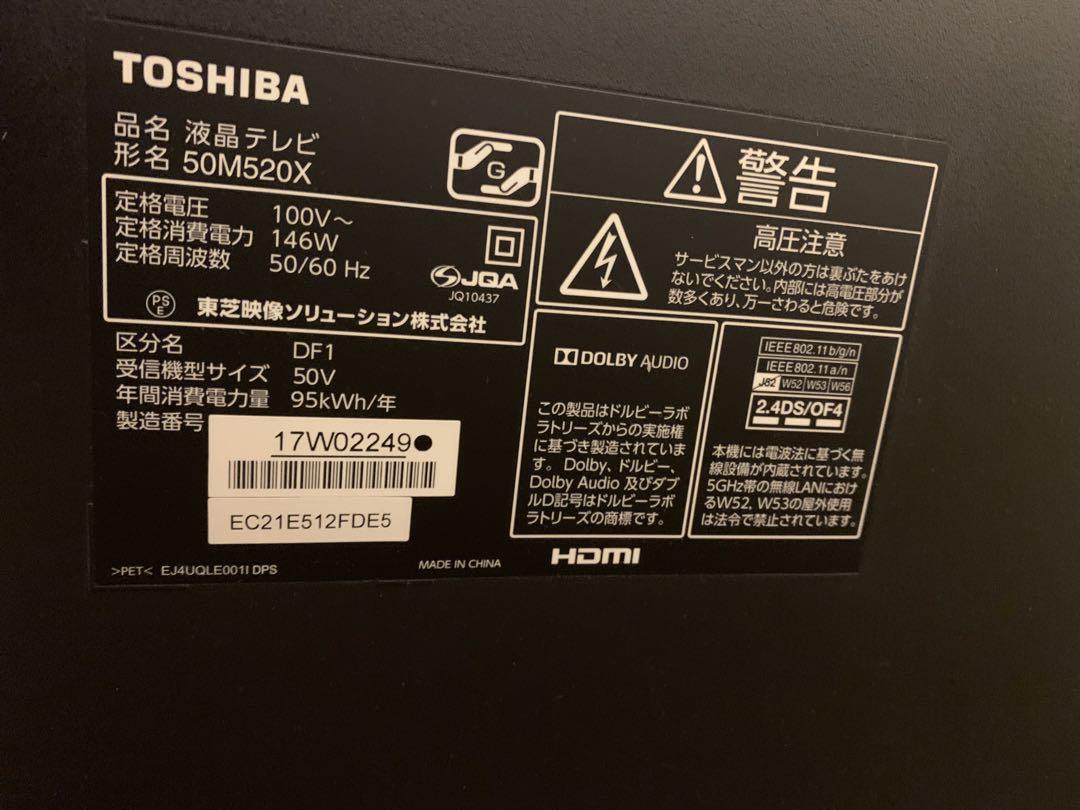 TOSHIBA
品名 液晶テレビ
形名 50M520X
G
定格電圧 100V～
定格消費電力 146W
定格周波数 50/60 Hz
JQA
JQ10437
PS
E
東芝映像ソリューション株式会社
区分名 DF1
受信機型サイズ 50V
年間消費電力量 95kWh/年
製造番号
17W02249●
EC21E512FDE5
>PET< EJ4UQLE001I DPS
MADE IN CHINA
警告
高圧注意
サービスマン以外の方は裏ぶたをあけ
ないでください。内部には高電圧部分が
数多くあり、万一さわると危険です。
DOLBY AUDIO
この製品はドルビーラボ
ラトリーズからの実施権
に基づき製造されていま
す。Dolby、ドルビー、
Dolby Audio 及びダブ
ルD記号はドルビーラボ
ラトリーズの商標です。
IEEE802.11b/g/n
IEEE802.11a/n
J52 W52 W53 W56
2.4DS/OF4
本機には電波法に基づく無
線設備が内蔵されています。
5GHz帯の無線LANにおけ
るW52, W53の屋外使用
は法令で禁止されています。
HDMI